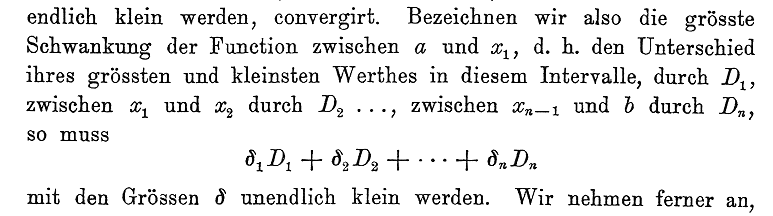 endlich klein werden, convergirt. Bezeichnen wir also die grösste
Schwankung der Function zwischen a und x₁, d. h. den Unterschied
ihres grössten und kleinsten Werthes in diesem Intervalle, durch D₁,
zwischen x₁ und x₂ durch D₂ ..., zwischen xₙ₋₁ und b durch Dₙ,
so muss
δ₁D₁ + δ₂D₂ + ··· + δₙDₙ
mit den Grössen δ unendlich klein werden. Wir nehmen ferner an,